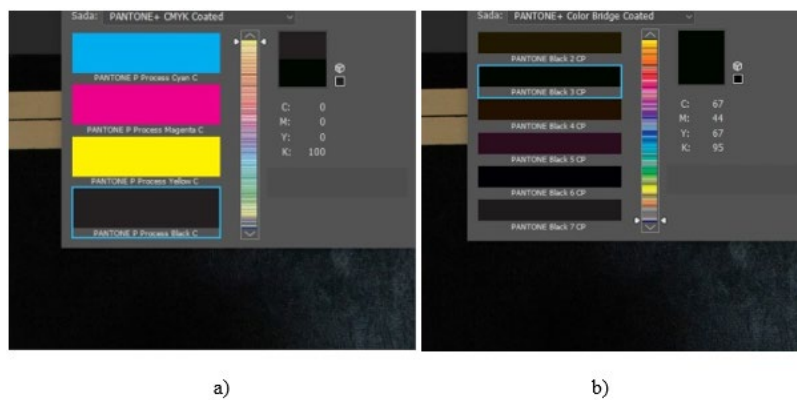 Sada: PANTONE+ CMYK Coated
PANTONE P Process Cyan C
PANTONE P Process Magenta C
PANTONE P Process Yellow C
PANTONE P Process Black C
C: 0
M: 0
Y: 0
K: 100
a)
Sada: PANTONE+ Color Bridge Coated
PANTONE Black 2 CP
PANTONE Black 3 CP
PANTONE Black 4 CP
PANTONE Black 5 CP
PANTONE Black 6 CP
PANTONE Black 7 CP
C: 67
M: 44
Y: 67
K: 95
b)